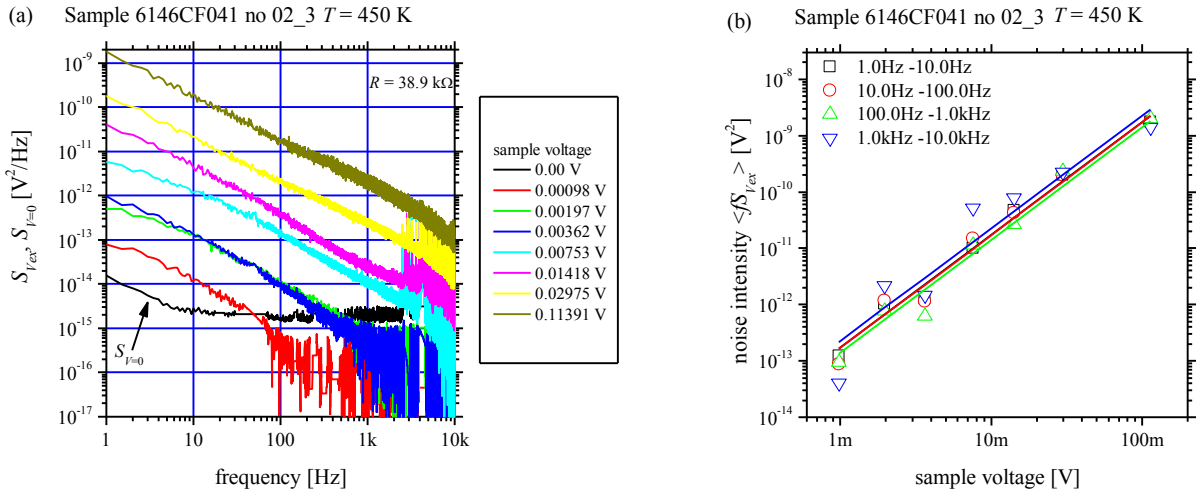 (a) Sample 6146CF041 no 02_3 T = 450 K
S_Vex, S_V=0 [V²/Hz]
10⁻⁹
10⁻¹⁰
10⁻¹¹
10⁻¹²
10⁻¹³
10⁻¹⁴
10⁻¹⁵
10⁻¹⁶
10⁻¹⁷
R = 38.9 kΩ
S_V=0
1 10 100 1k 10k
frequency [Hz]
sample voltage
0.00 V
0.00098 V
0.00197 V
0.00362 V
0.00753 V
0.01418 V
0.02975 V
0.11391 V
(b) Sample 6146CF041 no 02_3 T = 450 K
noise intensity <fS_Vex> [V²]
10⁻⁸
10⁻⁹
10⁻¹⁰
10⁻¹¹
10⁻¹²
10⁻¹³
10⁻¹⁴
1.0Hz -10.0Hz
10.0Hz -100.0Hz
100.0Hz -1.0kHz
1.0kHz -10.0kHz
1m 10m 100m
sample voltage [V]